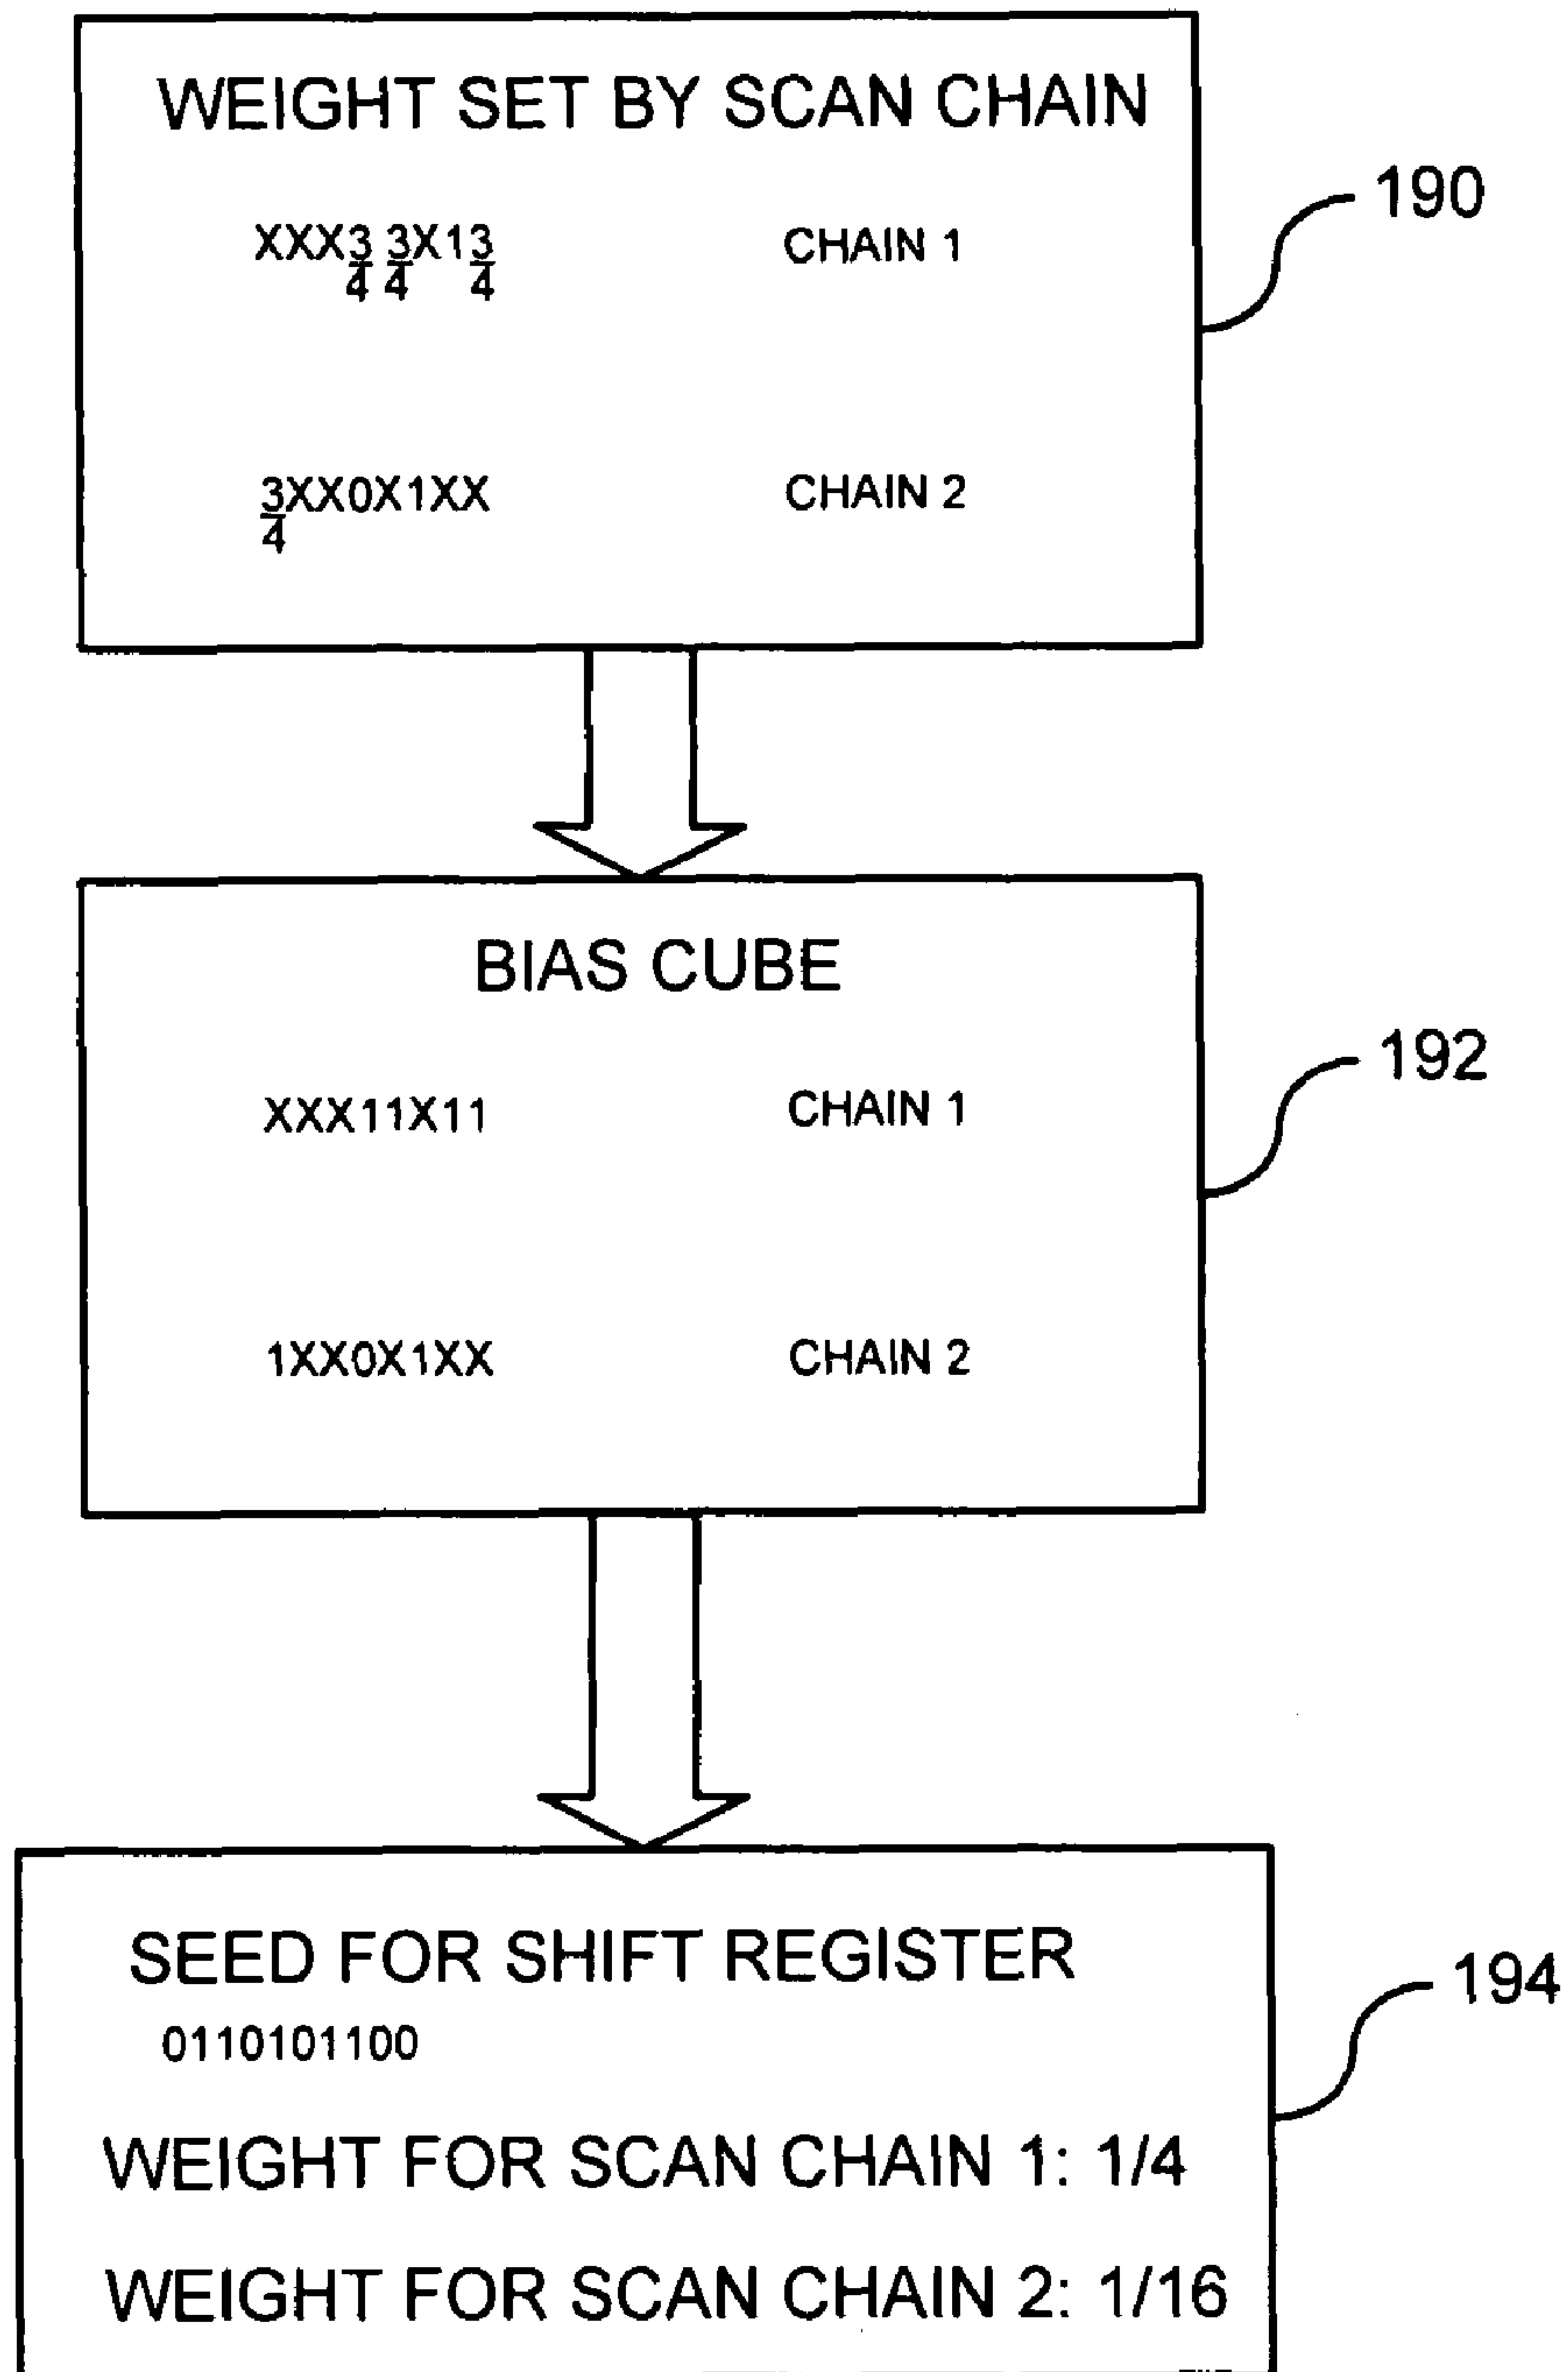 WEIGHT SET BY SCAN CHAIN
190
XXX3/4 3/4X13/4 CHAIN 1
3/4XX0X1XX CHAIN 2
BIAS CUBE
192
XXX11X11 CHAIN 1
1XX0X1XX CHAIN 2
SEED FOR SHIFT REGISTER
194
0110101100
WEIGHT FOR SCAN CHAIN 1: 1/4
WEIGHT FOR SCAN CHAIN 2: 1/16